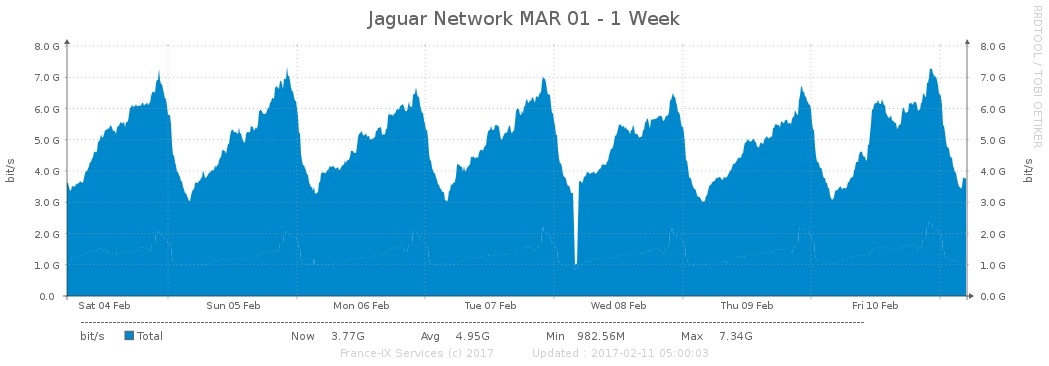 Jaguar Network MAR 01 - 1 Week
RRDTOOL / TOBI OETIKER
8.0 G 8.0 G
7.0 G 7.0 G
6.0 G 6.0 G
5.0 G 5.0 G
bit/s bit/s
4.0 G 4.0 G
3.0 G 3.0 G
2.0 G 2.0 G
1.0 G 1.0 G
0.0 0.0 G
Sat 04 Feb Sun 05 Feb Mon 06 Feb Tue 07 Feb Wed 08 Feb Thu 09 Feb Fri 10 Feb
bit/s Total Now 3.77G Avg 4.95G Min 982.56M Max 7.34G
France-IX Services (c) 2017 Updated : 2017-02-11 05:00:03